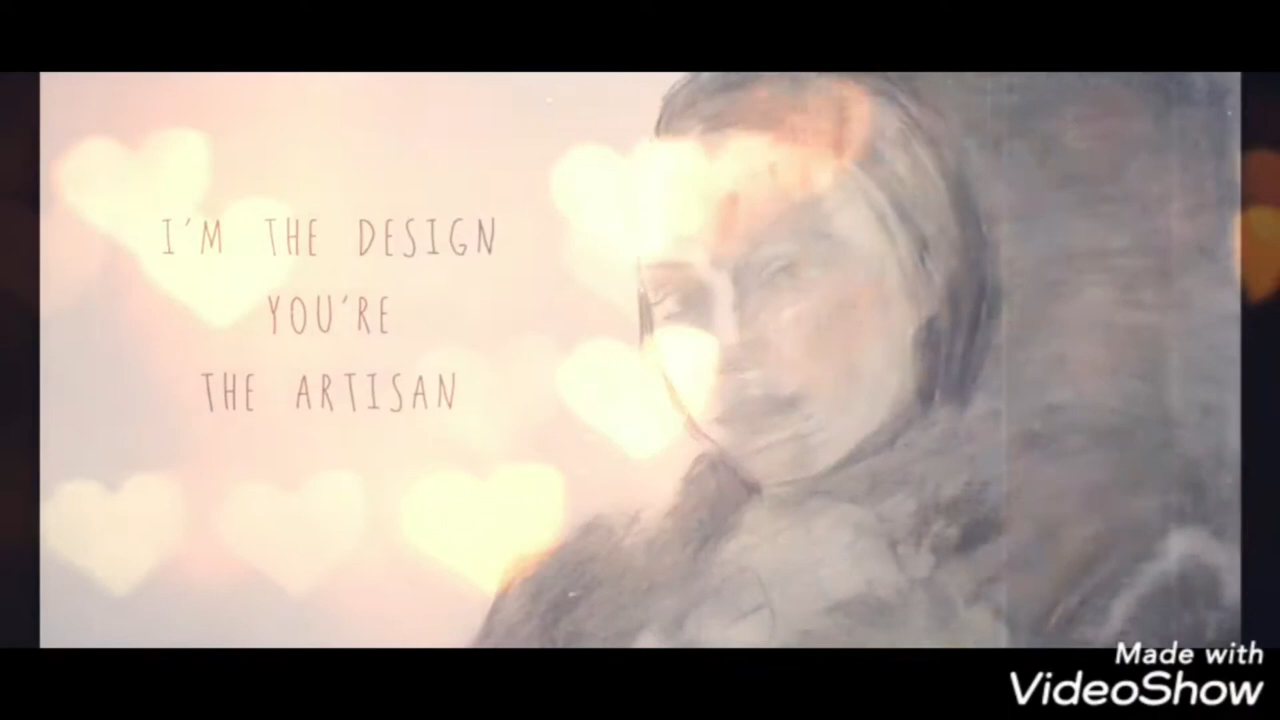 I'M THE DESIGN
YOU'RE
THE ARTISAN
Made with
VideoShow